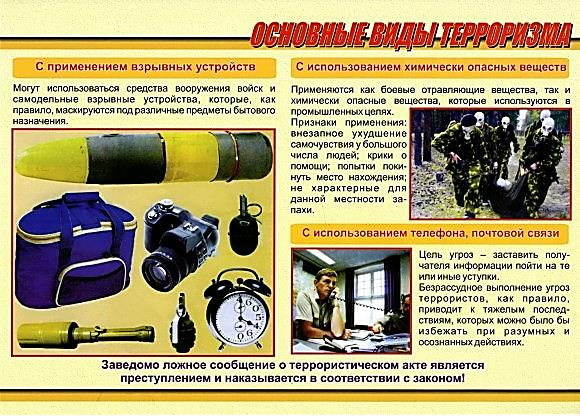 ОСНОВНЫЕ ВИДЫ ТЕРРОРИЗМА
С применением взрывных устройств
Могут использоваться средства вооружения войск и
самодельные взрывные устройства, которые, как
правило, маскируются под различные предметы бытового
назначения.
С использованием химически опасных веществ
Применяются как боевые отравляющие вещества, так и
химически опасные вещества, которые используются в
промышленных целях.
Признаки применения:
внезапное ухудшение
самочувствия у большого
числа людей; крики о
помощи; попытки поки-
нуть место нахождения;
не характерные для
данной местности за-
пахи.
С использованием телефона, почтовой связи
Цель угроз – заставить полу-
чателя информации пойти на те
или иные уступки.
Безрассудное выполнение угроз
террористов, как правило,
приводит к тяжелым послед-
ствиям, которых можно было бы
избежать при разумных и
осознанных действиях.
Заведомо ложное сообщение о террористическом акте является
преступлением и наказывается в соответствии с законом!